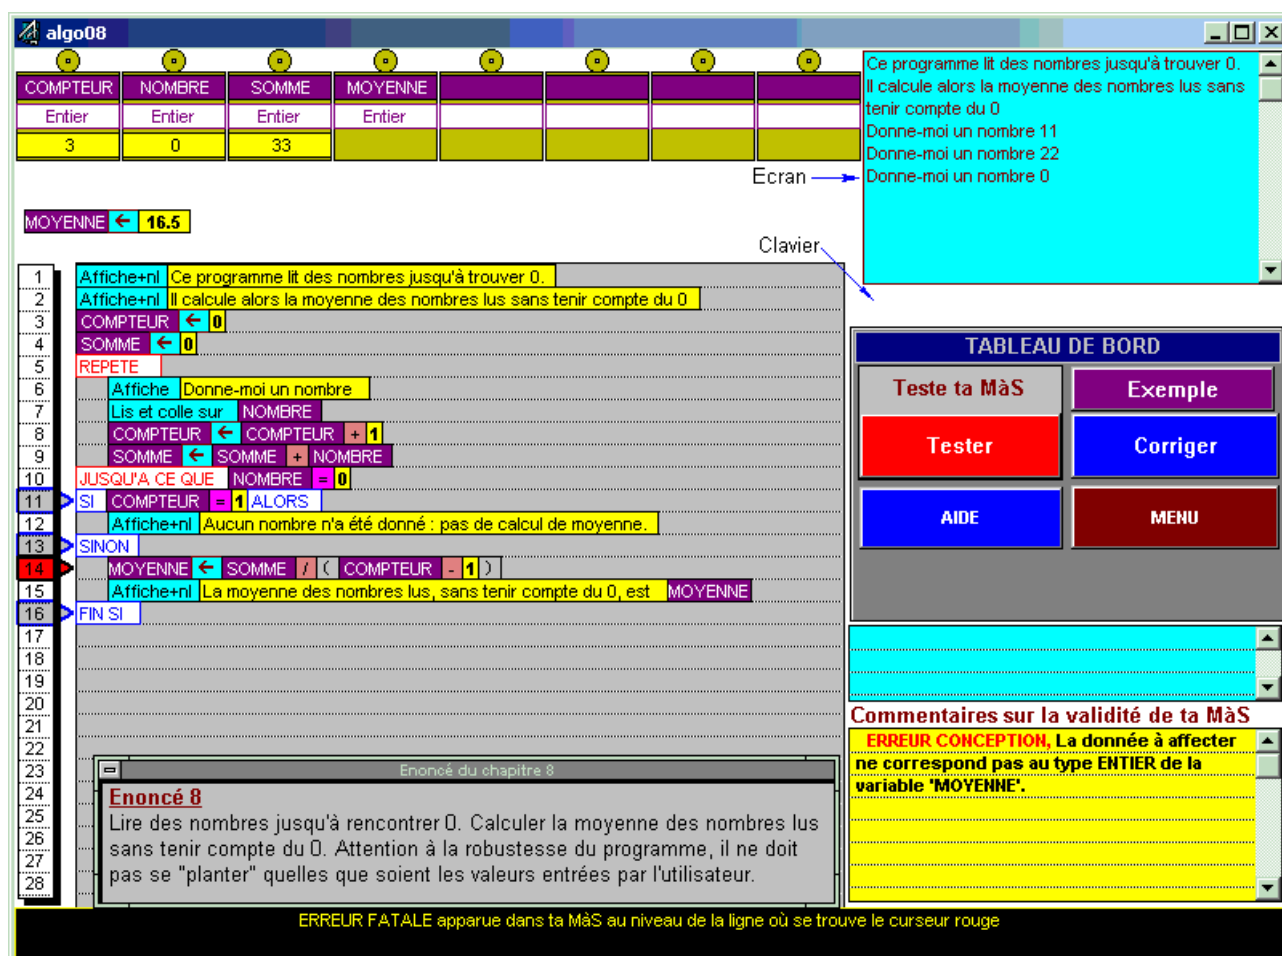 algo08
COMPTEUR NOMBRE SOMME MOYENNE
Entier Entier Entier Entier
3 0 33
Ce programme lit des nombres jusqu'à trouver 0.
Il calcule alors la moyenne des nombres lus sans
tenir compte du 0
Donne-moi un nombre 11
Donne-moi un nombre 22
Donne-moi un nombre 0
Ecran
MOYENNE ← 16.5
Clavier
1 Affiche+nl Ce programme lit des nombres jusqu'à trouver 0.
2 Affiche+nl Il calcule alors la moyenne des nombres lus sans tenir compte du 0
3 COMPTEUR ← 0
4 SOMME ← 0
5 REPETE
6 Affiche Donne-moi un nombre
7 Lis et colle sur NOMBRE
8 COMPTEUR ← COMPTEUR + 1
9 SOMME ← SOMME + NOMBRE
10 JUSQU'A CE QUE NOMBRE = 0
11 SI COMPTEUR = 1 ALORS
12 Affiche+nl Aucun nombre n'a été donné : pas de calcul de moyenne.
13 SINON
14 MOYENNE ← SOMME / ( COMPTEUR - 1 )
15 Affiche+nl La moyenne des nombres lus, sans tenir compte du 0, est MOYENNE
16 FIN SI
17
18
19
20
21
22
23
24
25
26
27
28
TABLEAU DE BORD
Teste ta MàS Exemple
Tester Corriger
AIDE MENU
Commentaires sur la validité de ta MàS
ERREUR CONCEPTION, La donnée à affecter
ne correspond pas au type ENTIER de la
variable 'MOYENNE'.
Enoncé du chapitre 8
Enoncé 8
Lire des nombres jusqu'à rencontrer 0. Calculer la moyenne des nombres lus
sans tenir compte du 0. Attention à la robustesse du programme, il ne doit
pas se "planter" quelles que soient les valeurs entrées par l'utilisateur.
ERREUR FATALE apparue dans ta MàS au niveau de la ligne où se trouve le curseur rouge